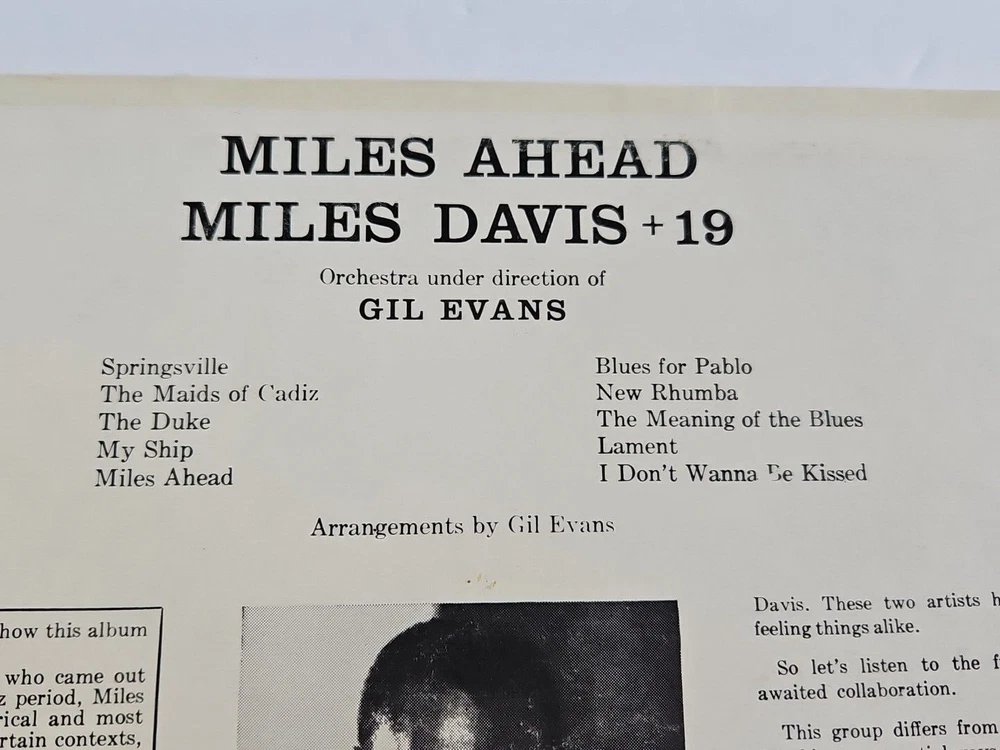 MILES AHEAD
MILES DAVIS + 19
Orchestra under direction of
GIL EVANS
Springsville
The Maids of Cadiz
The Duke
My Ship
Miles Ahead
Blues for Pablo
New Rhumba
The Meaning of the Blues
Lament
I Don't Wanna Be Kissed
Arrangements by Gil Evans
how this album
who came out
z period, Miles
rical and most
rtain contexts,
Davis. These two artists h
feeling things alike.
So let's listen to the f
awaited collaboration.
This group differs from